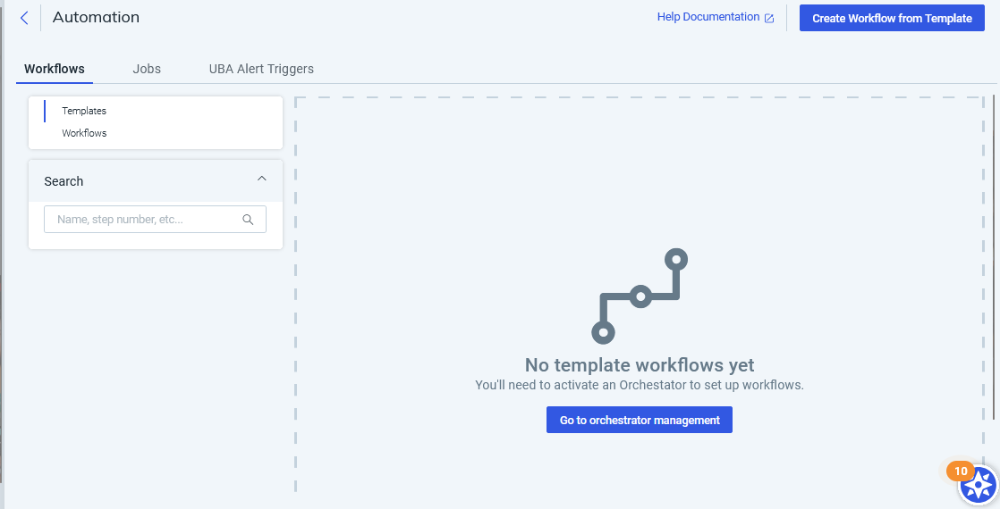 Automation
Help Documentation
Create Workflow from Template
Workflows
Jobs
UBA Alert Triggers
Templates
Workflows
Search
Name, step number, etc...
No template workflows yet
You'll need to activate an Orchestator to set up workflows.
Go to orchestrator management
10